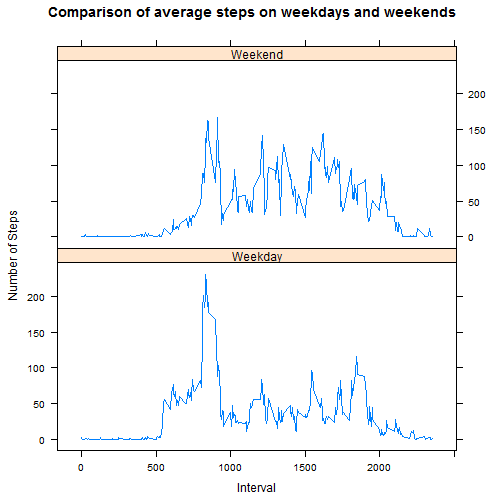 Comparison of average steps on weekdays and weekends
Weekend
200
150
100
50
0
Weekday
200
150
100
50
0
Number of Steps
0 500 1000 1500 2000
Interval